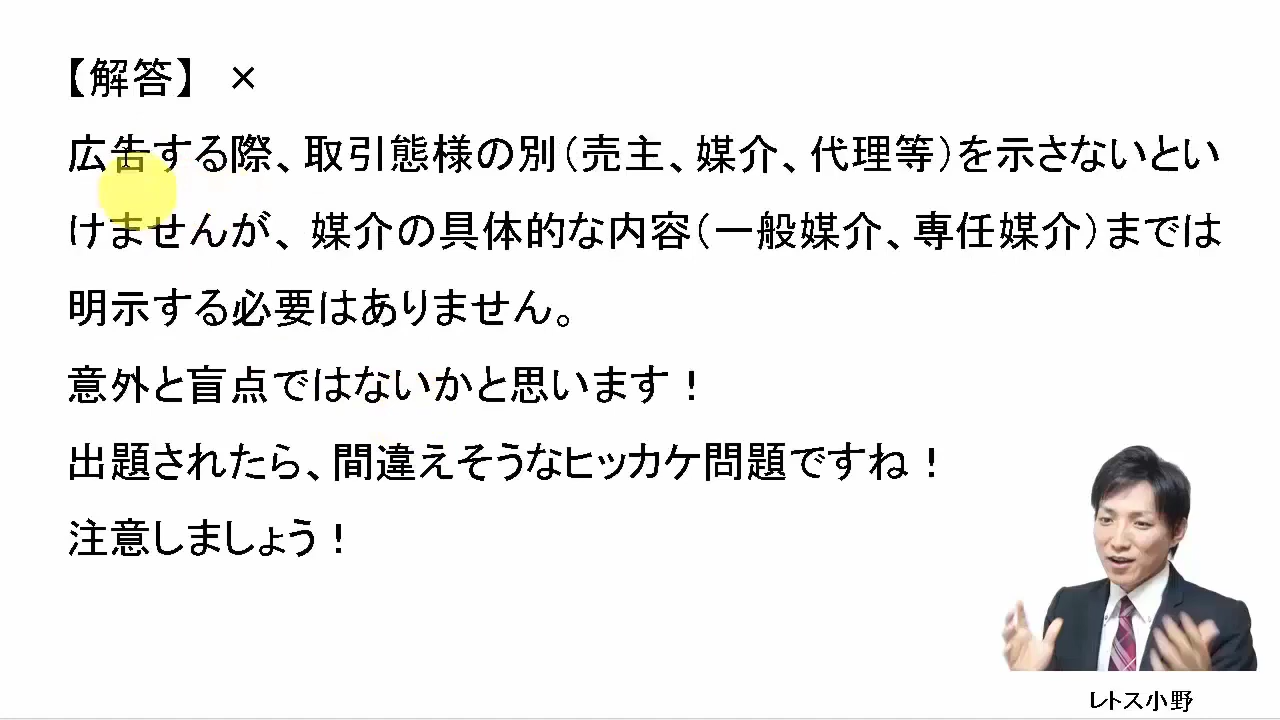 【解答】 ×
広告する際、取引態様の別（売主、媒介、代理等）を示さないとい
けませんが、媒介の具体的な内容（一般媒介、専任媒介）までは
明示する必要はありません。
意外と盲点ではないかと思います！
出題されたら、間違えそうなヒッカケ問題ですね！
注意しましょう！
レトス小野